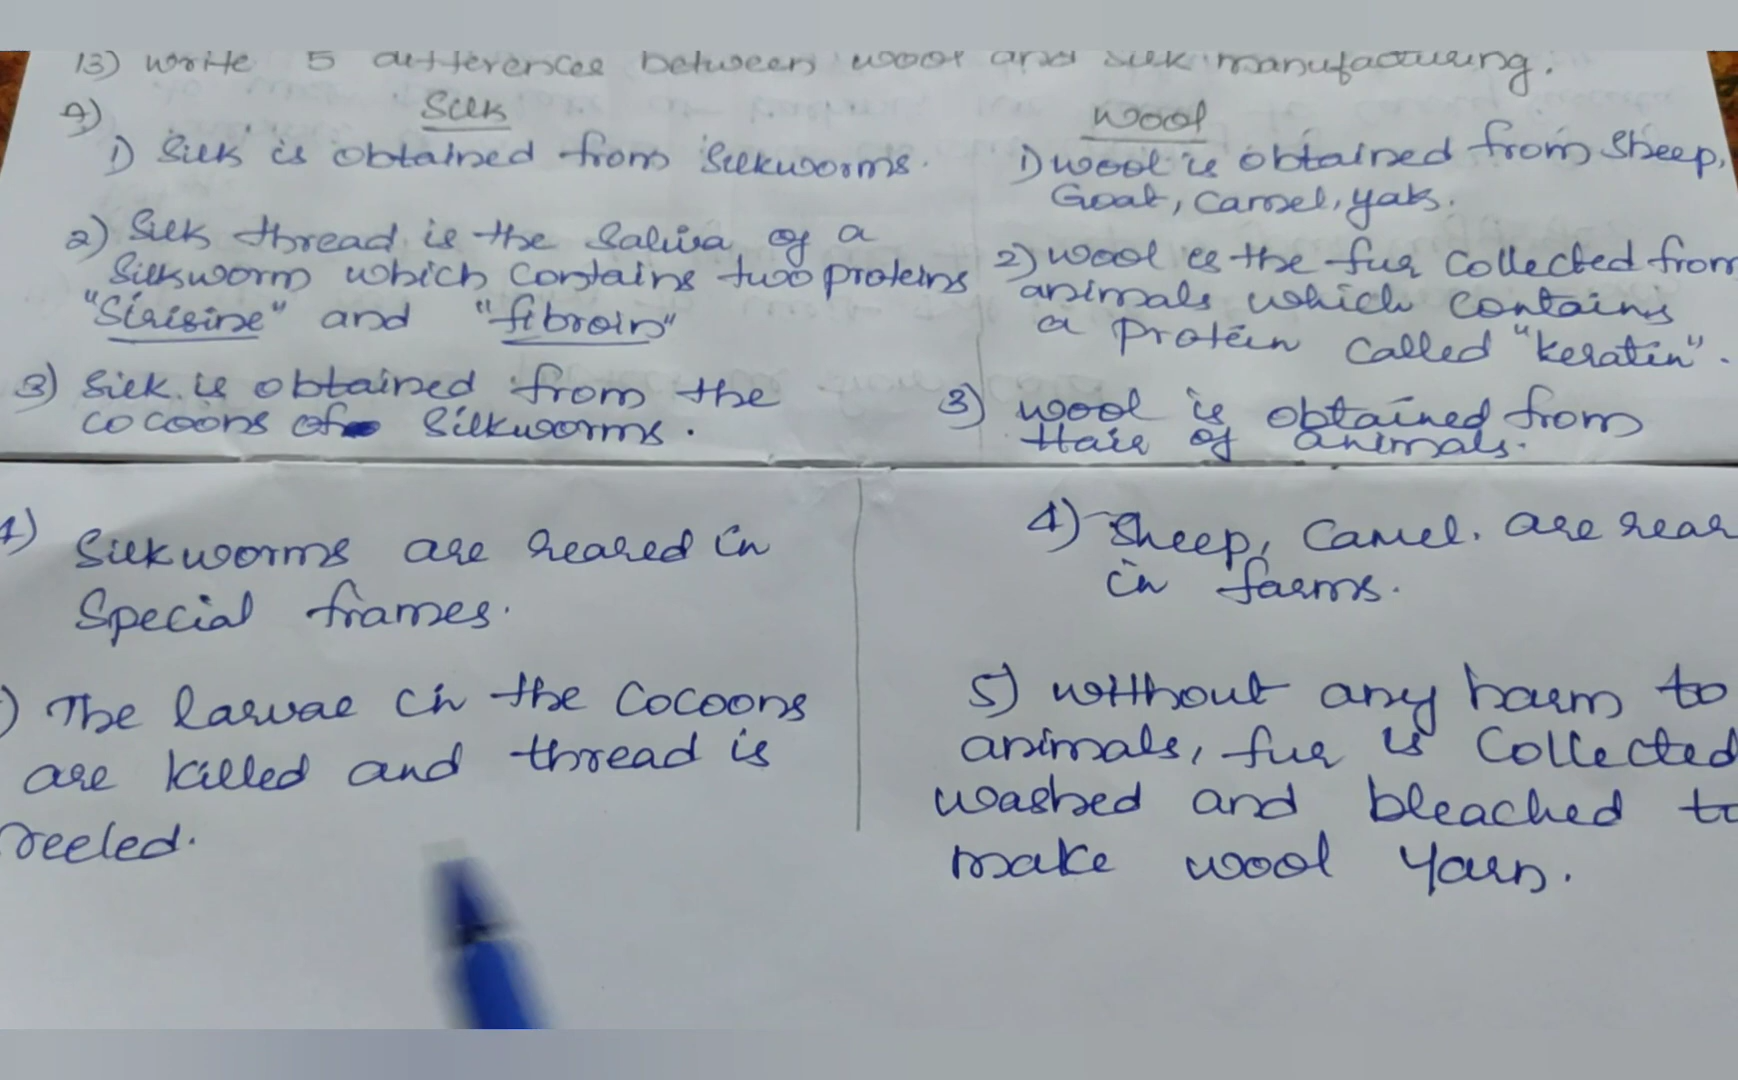 13) write 5 differences between wool and silk manufacturing.
A)
Silk
1) Silk is obtained from Silkworms.
2) Silk thread is the Saliva of a
Silkworm which contains two proteins
"Sirisine" and "fibroin"
3) Silk is obtained from the
cocoons of Silkworms.
4) Silkworms are reared in
Special frames.
) The larvae in the cocoons
are killed and thread is
reeled.
Wool
1) wool is obtained from Sheep,
Goat, Camel, yak.
2) wool is the fur collected from
animals which contains
a protein called "keratin".
3) wool is obtained from
Hair of animals.
4) Sheep, Camel. are rear
in farms.
5) without any harm to
animals, fur is Collected
washed and bleached to
make wool yarn.